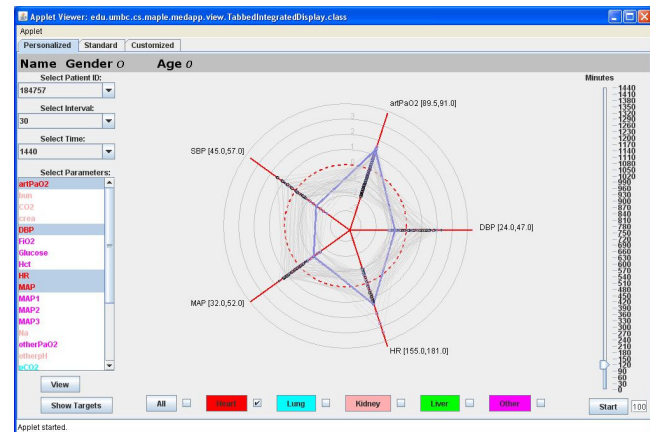 Applet Viewer: edu.umbc.cs.maple.medapp.view.TabbedIntegratedDisplay.class
Applet
Personalized Standard Customized
Name Gender O Age 0
Select Patient ID:
184757
Select Interval:
30
Select Time:
1440
Select Parameters:
artPaO2
bun
CO2
crea
DBP
FiO2
Glucose
Hct
HR
MAP
MAP1
MAP2
MAP3
Na
otherPaO2
otherpH
pCO2
View
Show Targets
artPaO2 [89.5,91.0]
SBP [45.0,57.0]
DBP [24.0,47.0]
MAP [32.0,52.0]
HR [155.0,181.0]
3
2
1
0
Minutes
1440
1410
1380
1350
1320
1290
1260
1230
1200
1170
1140
1110
1080
1050
1020
990
960
930
900
870
840
810
780
750
720
690
660
630
600
570
540
510
480
450
420
390
360
330
300
270
240
210
180
150
120
90
60
30
0
All Heart Lung Kidney Liver Other
Start 100
Applet started.